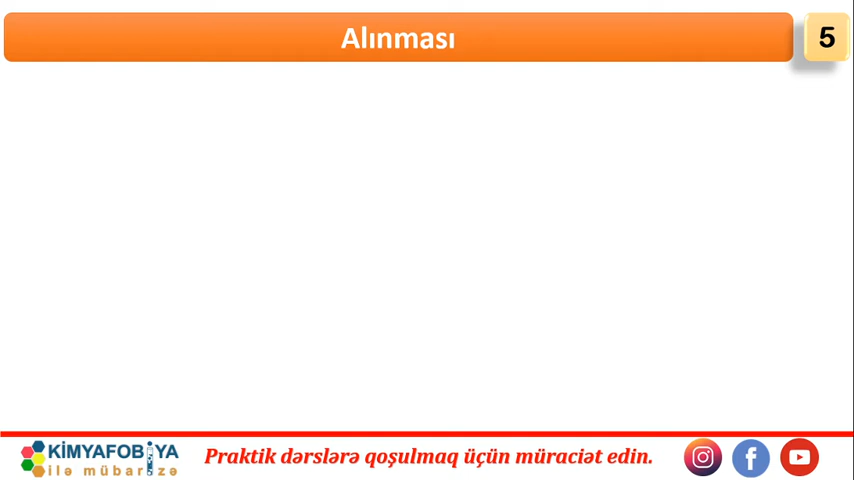 Alınması
5
KİMYAFOBİYA
ilə mübarizə
Praktik dərslərə qoşulmaq üçün müraciət edin.